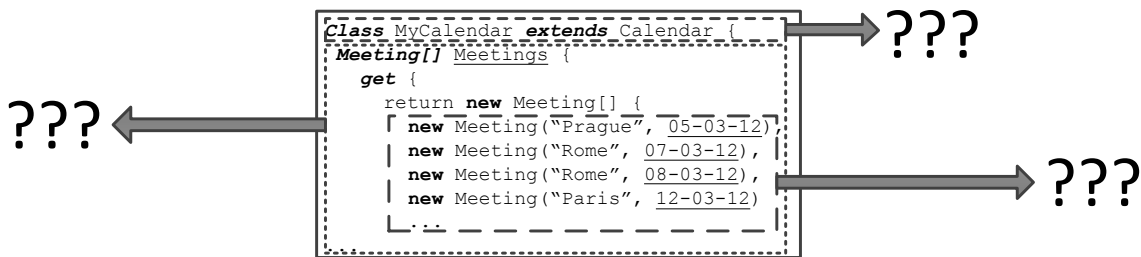 Class MyCalendar extends Calendar {
???
Meeting[] Meetings {
get {
???
return new Meeting[] {
new Meeting(“Prague”, 05-03-12),
new Meeting(“Rome”, 07-03-12),
new Meeting(“Rome”, 08-03-12),
???
new Meeting(“Paris”, 12-03-12)
...
...